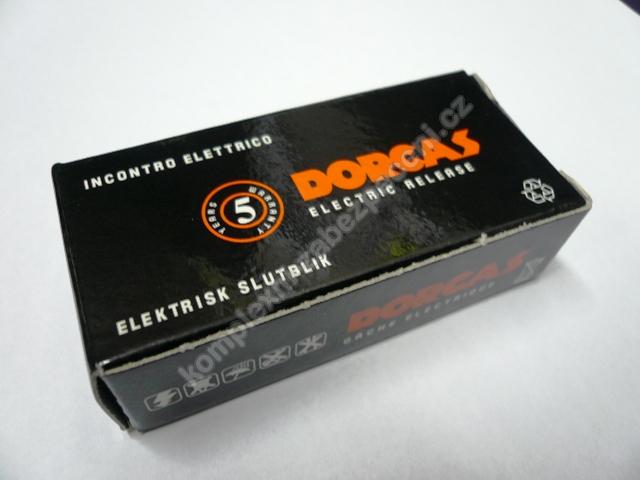 INCONTRO ELETTRICO
DORCAS
ELECTRIC RELEASE
5
YEARS
WARRANTY
ELEKTRISK SLUTBLIK
DORCAS
GACHE ELECTRIQUE